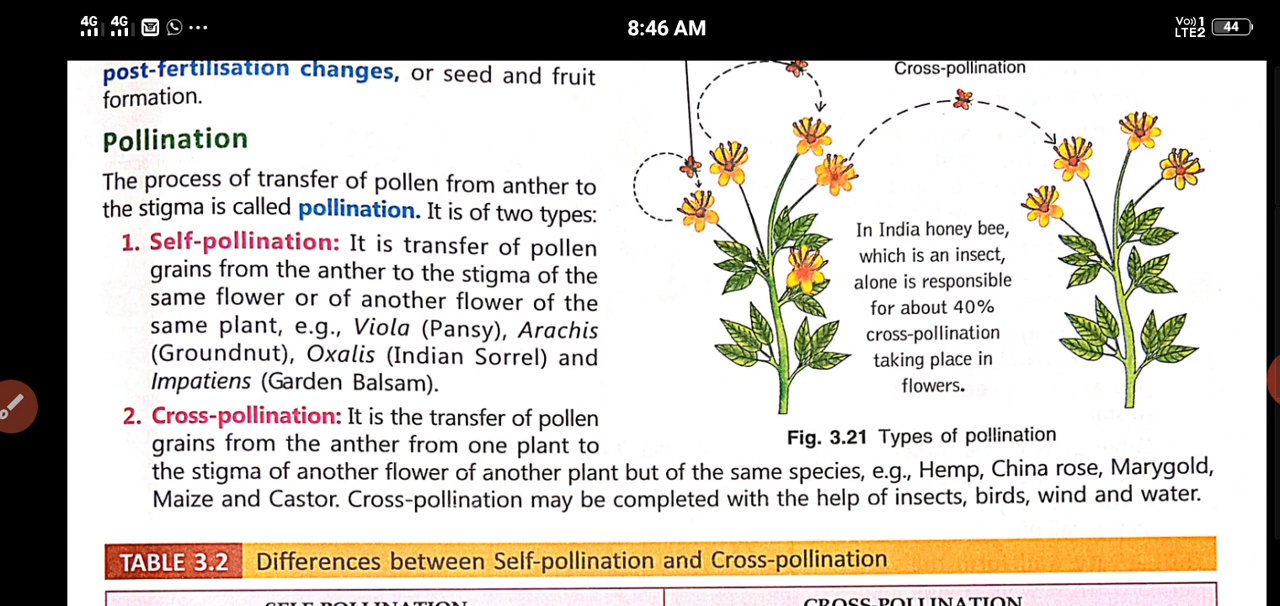 4G 4G
8:46 AM
Vo)) 1
LTE2
44
post-fertilisation changes, or seed and fruit
formation.
Pollination
The process of transfer of pollen from anther to
the stigma is called pollination. It is of two types:
1. Self-pollination: It is transfer of pollen
grains from the anther to the stigma of the
same flower or of another flower of the
same plant, e.g., Viola (Pansy), Arachis
(Groundnut), Oxalis (Indian Sorrel) and
Impatiens (Garden Balsam).
2. Cross-pollination: It is the transfer of pollen
grains from the anther from one plant to
the stigma of another flower of another plant but of the same species, e.g., Hemp, China rose, Marygold,
Maize and Castor. Cross-pollination may be completed with the help of insects, birds, wind and water.
Cross-pollination
In India honey bee,
which is an insect,
alone is responsible
for about 40%
cross-pollination
taking place in
flowers.
Fig. 3.21 Types of pollination
TABLE 3.2 Differences between Self-pollination and Cross-pollination
SELF-POLLINATION
CROSS-POLLINATION